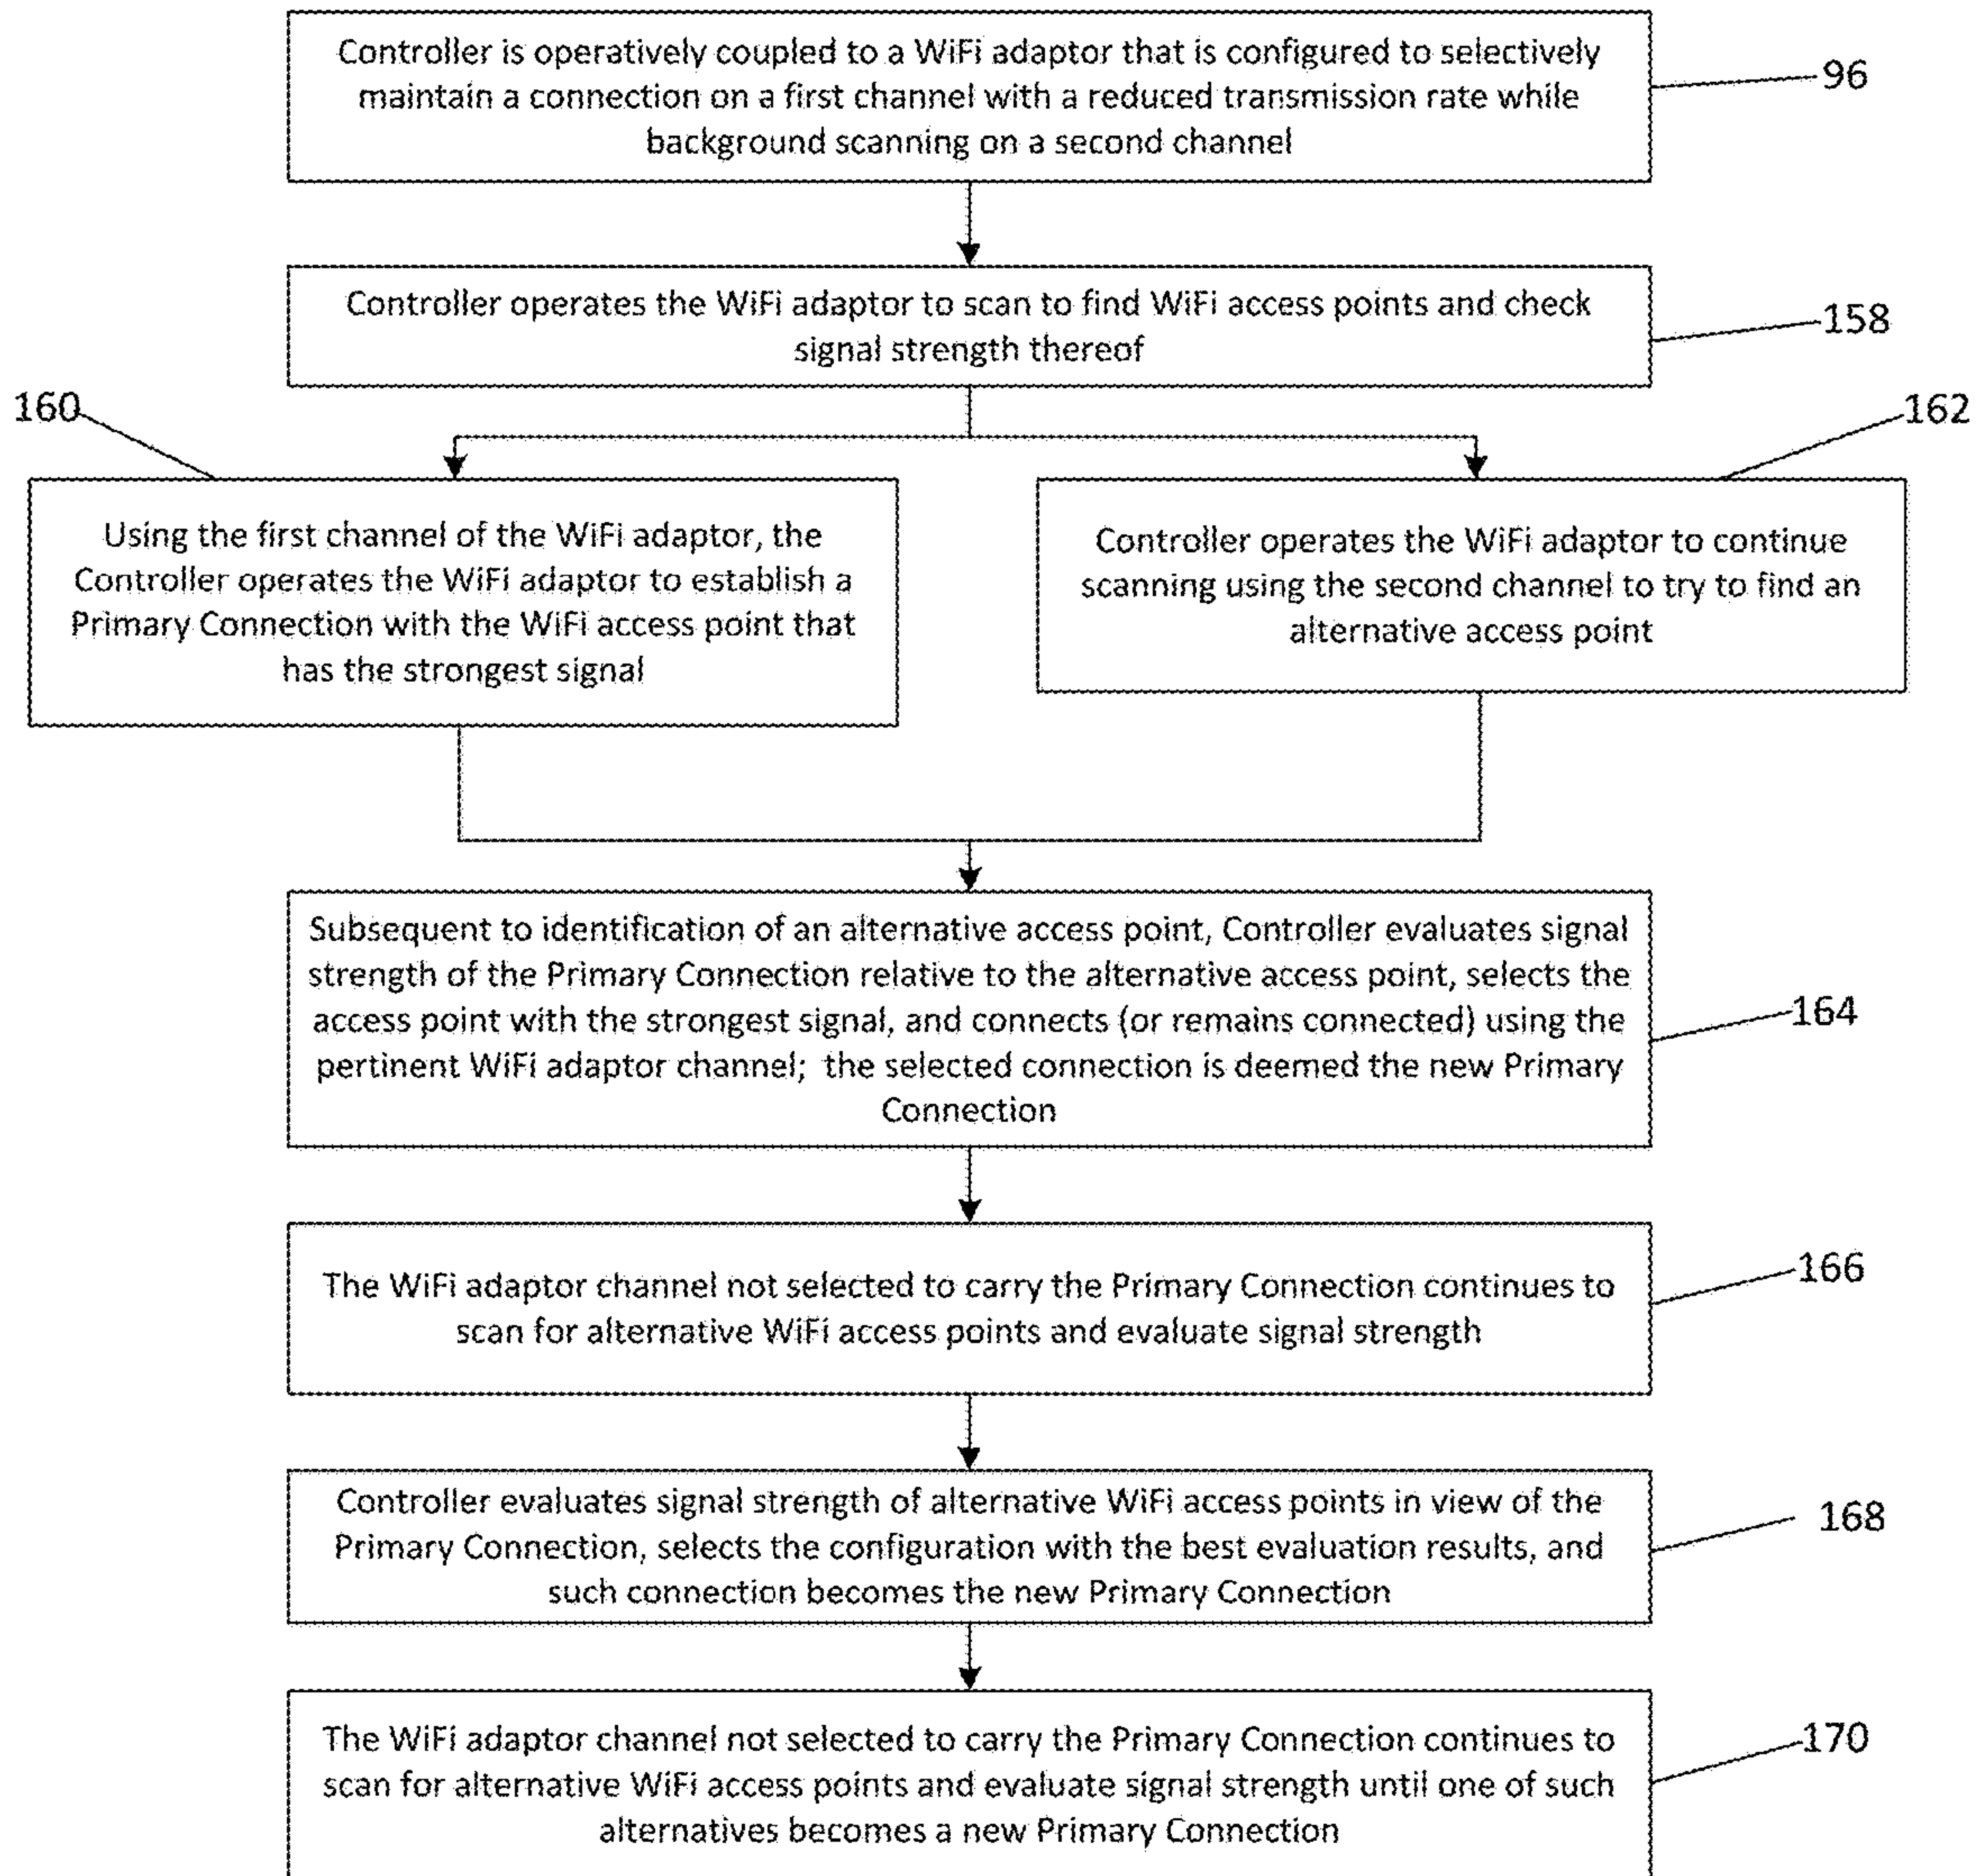 Controller is operatively coupled to a WiFi adaptor that is configured to selectively
maintain a connection on a first channel with a reduced transmission rate while
background scanning on a second channel
96
Controller operates the WiFi adaptor to scan to find WiFi access points and check
signal strength thereof
158
160
162
Using the first channel of the WiFi adaptor, the
Controller operates the WiFi adaptor to establish a
Primary Connection with the WiFi access point that
has the strongest signal
Controller operates the WiFi adaptor to continue
scanning using the second channel to try to find an
alternative access point
Subsequent to identification of an alternative access point, Controller evaluates signal
strength of the Primary Connection relative to the alternative access point, selects the
access point with the strongest signal, and connects (or remains connected) using the
pertinent WiFi adaptor channel; the selected connection is deemed the new Primary
Connection
164
The WiFi adaptor channel not selected to carry the Primary Connection continues to
scan for alternative WiFi access points and evaluate signal strength
166
Controller evaluates signal strength of alternative WiFi access points in view of the
Primary Connection, selects the configuration with the best evaluation results, and
such connection becomes the new Primary Connection
168
The WiFi adaptor channel not selected to carry the Primary Connection continues to
scan for alternative WiFi access points and evaluate signal strength until one of such
alternatives becomes a new Primary Connection
170